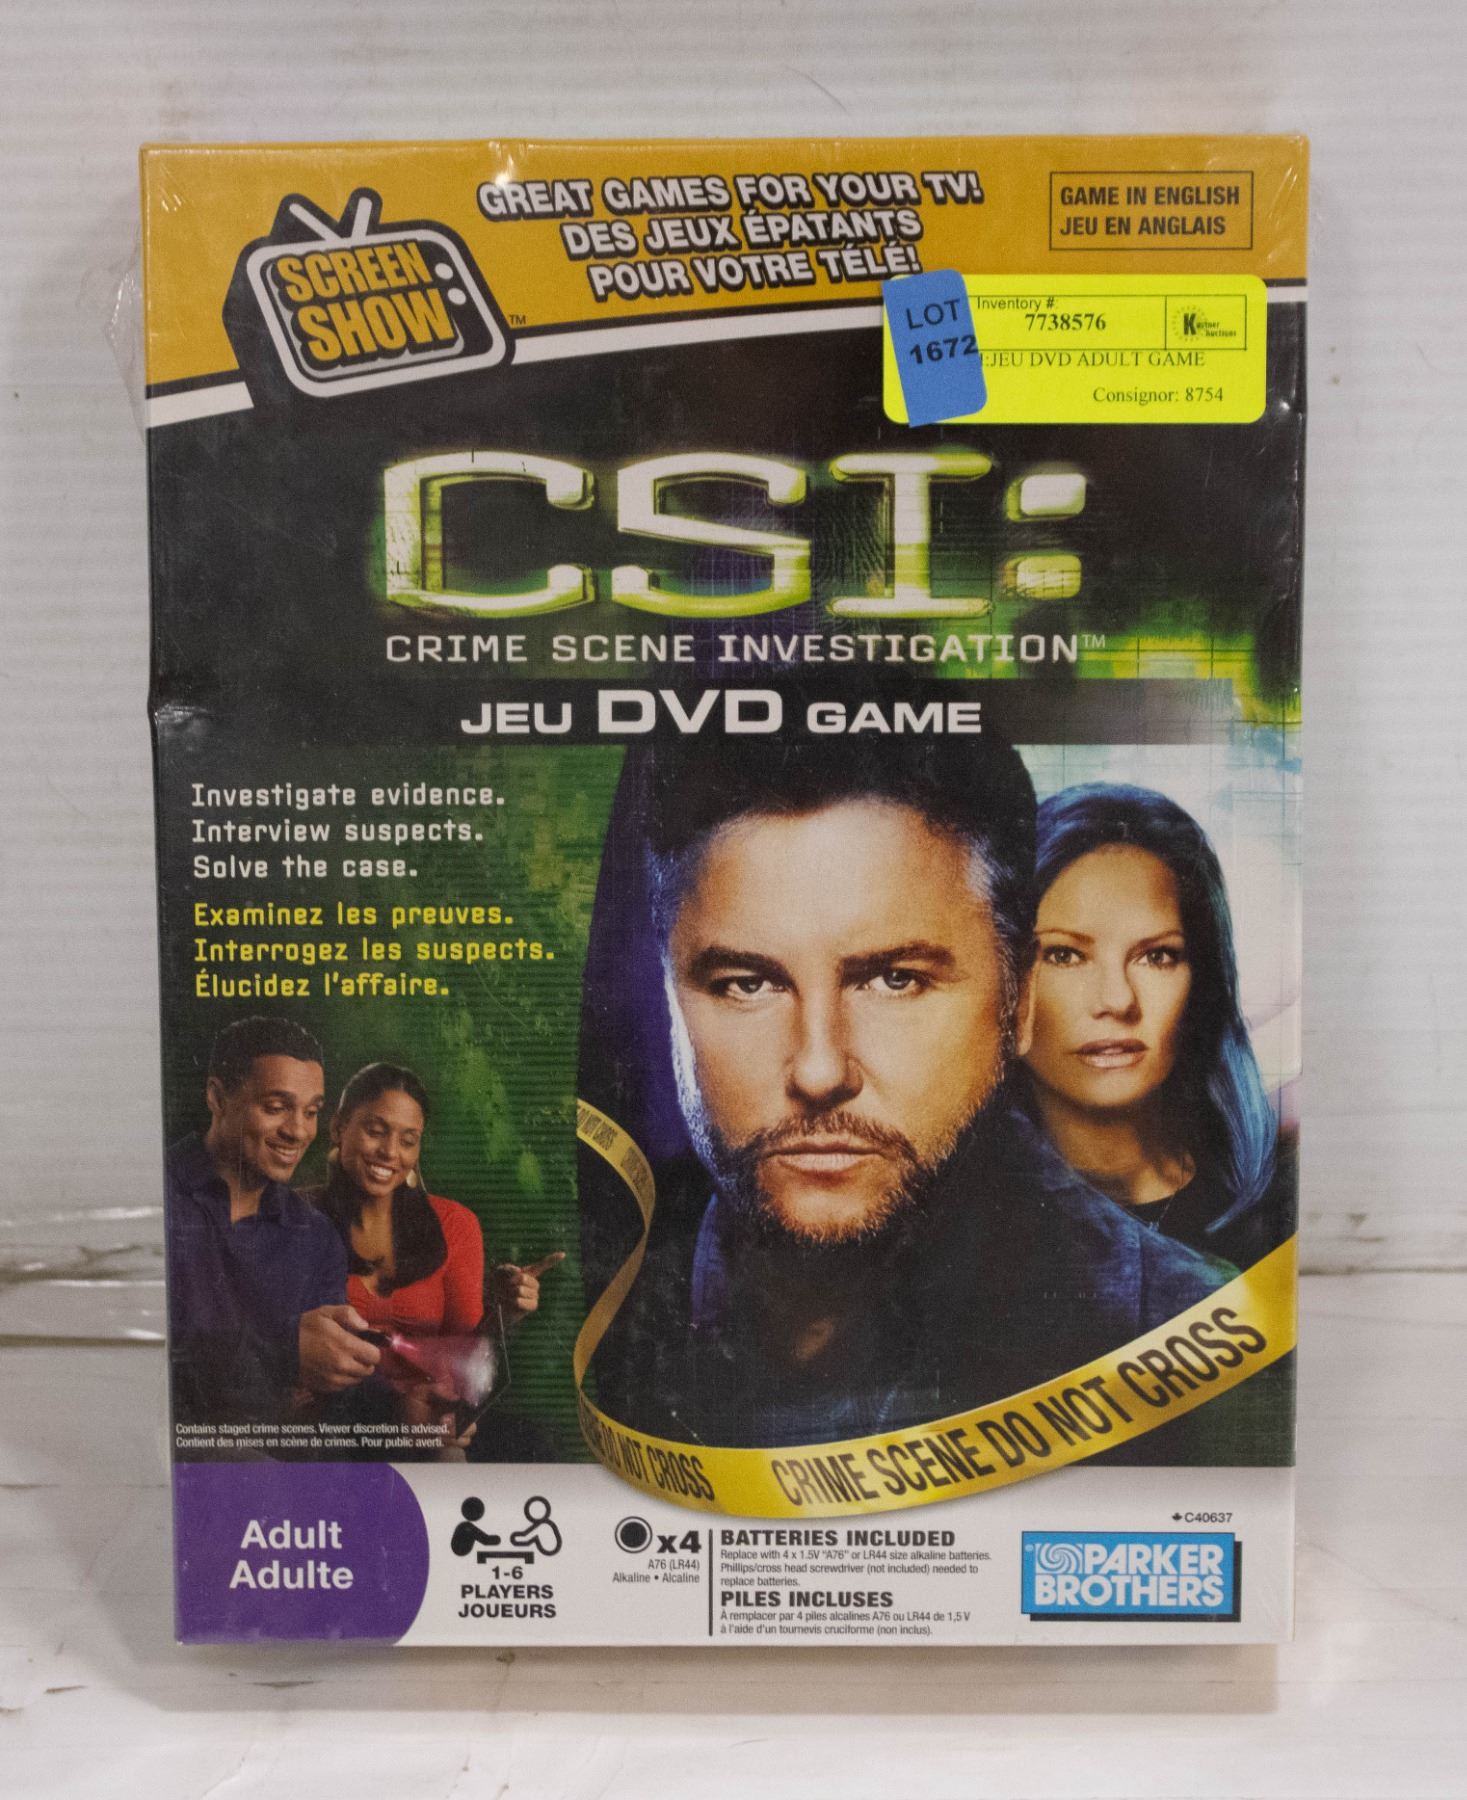 GREAT GAMES FOR YOUR TV!
DES JEUX ÉPATANTS
POUR VOTRE TÉLÉ!
GAME IN ENGLISH
JEU EN ANGLAIS
SCREEN
SHOW
TM
LOT
1672
Inventory #:
7738576
Kastner
Auctions
:JEU DVD ADULT GAME
Consignor: 8754
CSI:
CRIME SCENE INVESTIGATION™
JEU DVD GAME
Investigate evidence.
Interview suspects.
Solve the case.
Examinez les preuves.
Interrogez les suspects.
Élucidez l'affaire.
NOT CROSS
Contains staged crime scenes. Viewer discretion is advised.
Contient des mises en scène de crimes. Pour public averti.
DO NOT CROSS
CRIME SCENE DO NOT CROSS
Adult
Adulte
1-6
PLAYERS
JOUEURS
x4
A76 (LR44)
Alkaline • Alcaline
BATTERIES INCLUDED
Replace with 4 x 1.5V "A76" or LR44 size alkaline batteries.
Phillips/cross head screwdriver (not included) needed to
replace batteries.
PILES INCLUSES
À remplacer par 4 piles alcalines A76 ou LR44 de 1,5 V
à l'aide d'un tournevis cruciforme (non inclus).
C40637
PARKER
BROTHERS